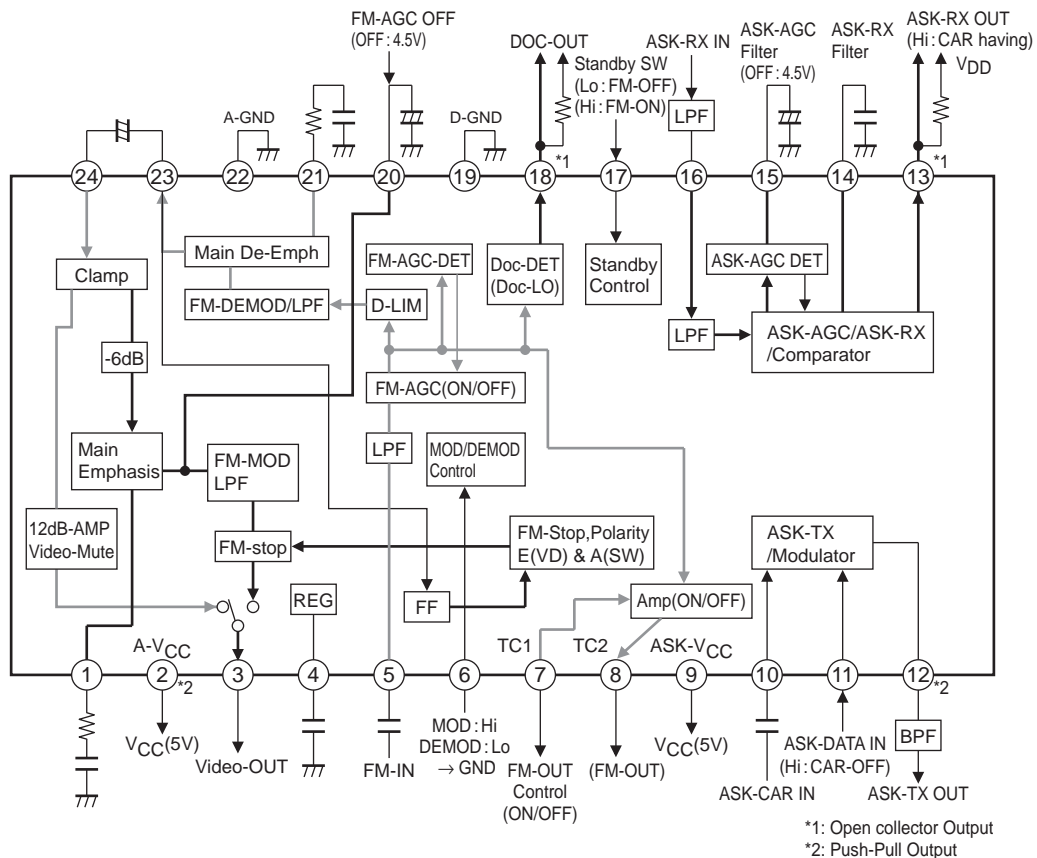 FM-AGC OFF
(OFF : 4.5V)
DOC-OUT
Standby SW
(Lo : FM-OFF)
(Hi : FM-ON)
ASK-RX IN
ASK-AGC
Filter
(OFF : 4.5V)
ASK-RX
Filter
ASK-RX OUT
(Hi : CAR having)
VDD
A-GND
D-GND
LPF
24
23
22
21
20
19
18
*1
17
16
15
14
13
*1
Clamp
Main De-Emph
FM-AGC-DET
Doc-DET
(Doc-LO)
Standby
Control
ASK-AGC DET
FM-DEMOD/LPF
D-LIM
LPF
ASK-AGC/ASK-RX
/Comparator
-6dB
FM-AGC(ON/OFF)
Main
Emphasis
FM-MOD
LPF
LPF
MOD/DEMOD
Control
12dB-AMP
Video-Mute
FM-stop
FM-Stop,Polarity
E(VD) & A(SW)
ASK-TX
/Modulator
REG
FF
Amp(ON/OFF)
A-VCC
TC1
TC2
ASK-VCC
1
2
*2
3
4
5
6
7
8
9
10
11
12
*2
VCC(5V)
Video-OUT
FM-IN
MOD : Hi
DEMOD : Lo
→ GND
FM-OUT
Control
(ON/OFF)
(FM-OUT)
VCC(5V)
ASK-CAR IN
ASK-DATA IN
(Hi : CAR-OFF)
BPF
ASK-TX OUT
*1: Open collector Output
*2: Push-Pull Output